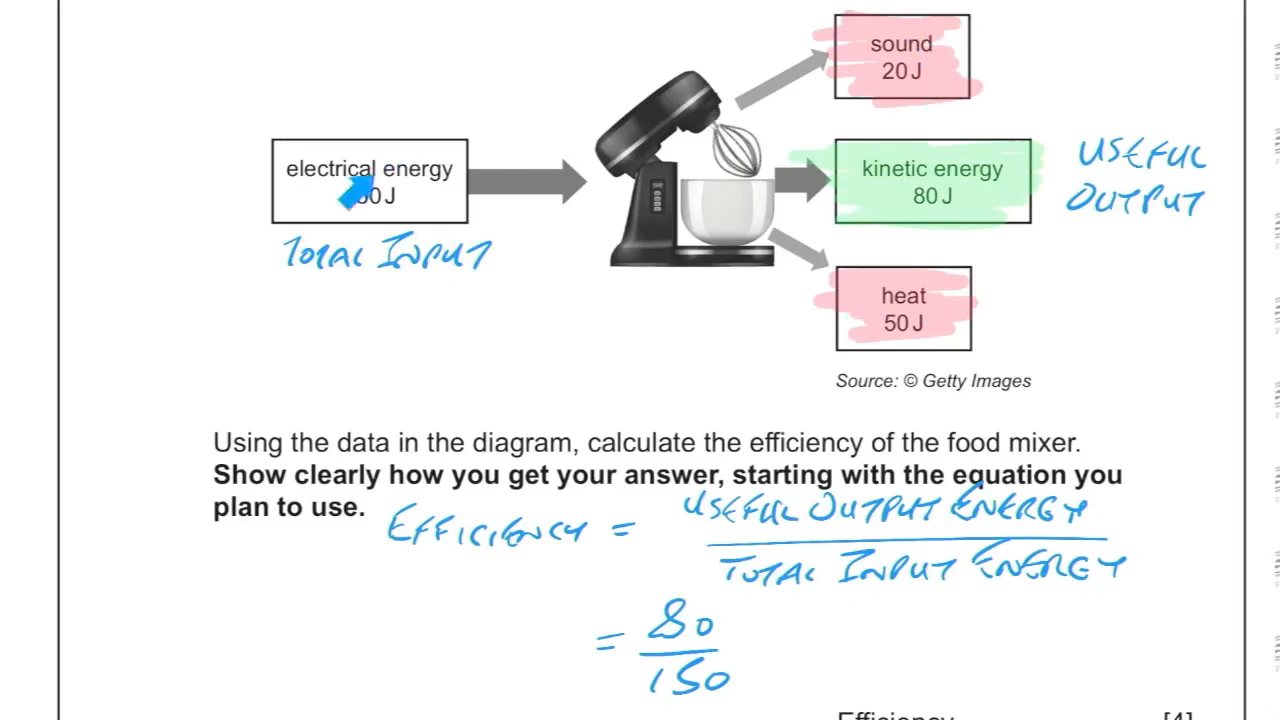 sound
20 J
electrical energy
kinetic energy
80 J
USEFUL
OUTPUT
TOTAL INPUT
heat
50 J
Source: © Getty Images
Using the data in the diagram, calculate the efficiency of the food mixer.
Show clearly how you get your answer, starting with the equation you
plan to use.
EFFICIENCY = USEFUL OUTPUT ENERGY
TOTAL INPUT ENERGY
= 80
150
Efficiency [4]